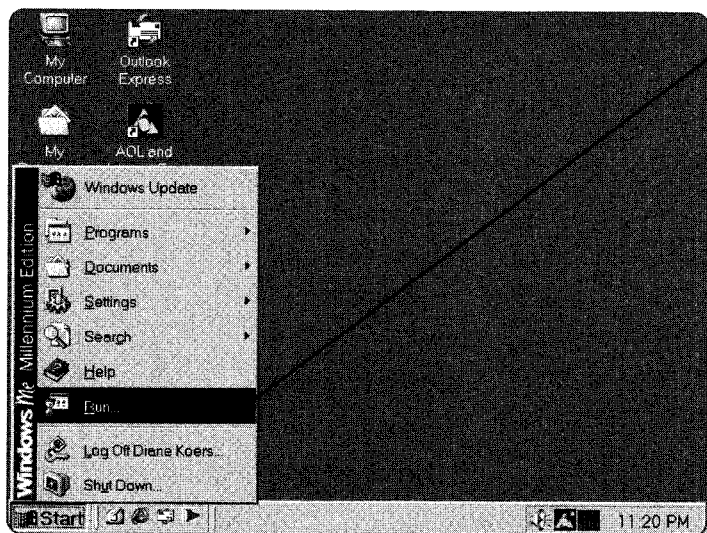 My Computer
Outlook Express
My
AOL and
Windows Me Millennium Edition
Windows Update
Programs
Documents
Settings
Search
Help
Run...
Log Off Diane Koers...
Shut Down...
Start
11:20 PM